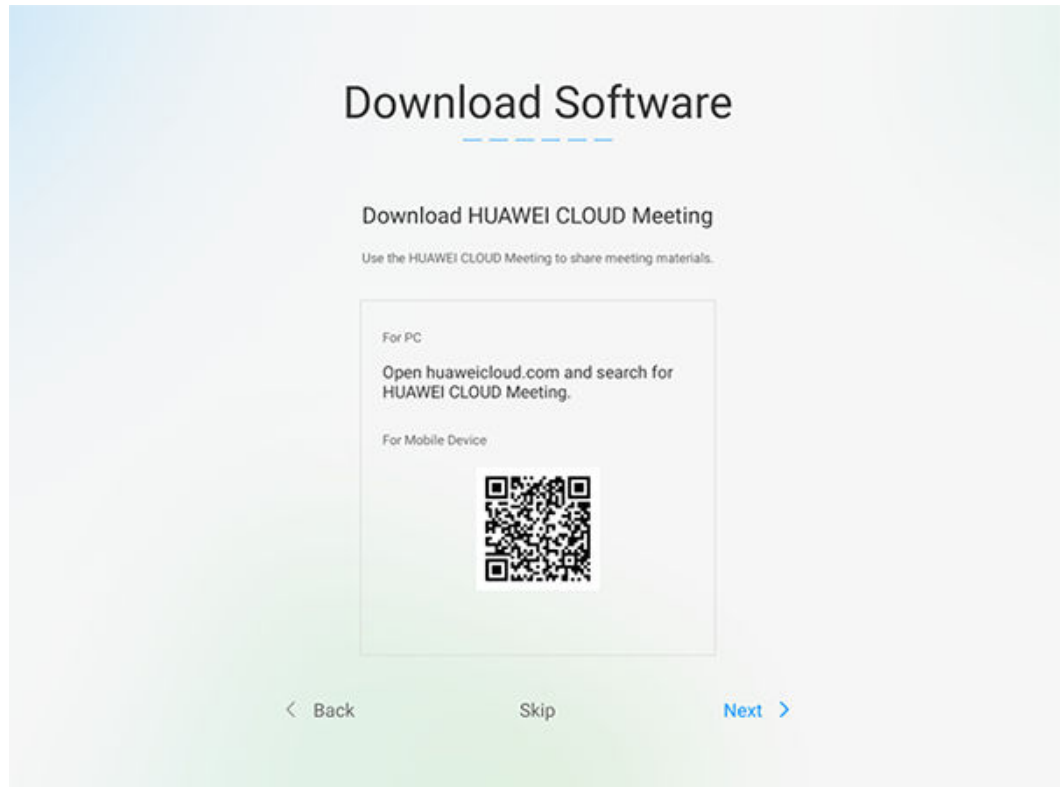 Download Software
Download HUAWEI CLOUD Meeting
Use the HUAWEI CLOUD Meeting to share meeting materials.
For PC
Open huaweicloud.com and search for
HUAWEI CLOUD Meeting.
For Mobile Device
Back
Skip
Next